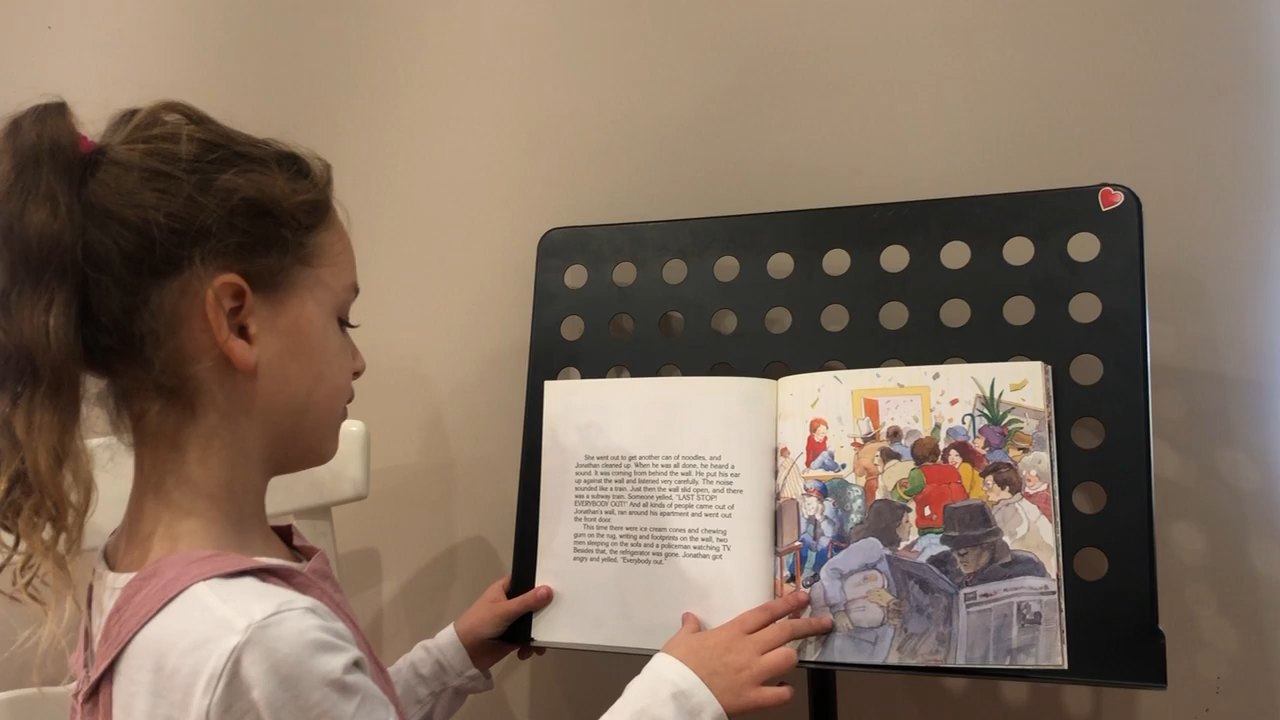 She went out to get another can of noodles, and
Jonathan cleaned up. When he was all done, he heard a
sound. It was coming from behind the wall. He put his ear
up against the wall and listened very carefully. The noise
sounded like a train. Just then the wall slid open, and there
was a subway train. Someone yelled, "LAST STOP!
EVERYBODY OUT!" And all kinds of people came out of
Jonathan's wall, ran around his apartment and went out
the front door.
This time there were ice cream cones and chewing
gum on the rug, writing and footprints on the wall, two
men sleeping on the sofa and a policeman watching TV.
Besides that, the refrigerator was gone. Jonathan got
angry and yelled, "Everybody out."